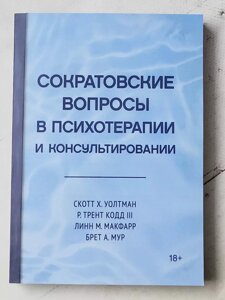 СОКРАТОВСКИЕ
ВОПРОСЫ
В ПСИХОТЕРАПИИ
И КОНСУЛЬТИРОВАНИИ
СКОТТ Х. УОЛТМАН
Р. ТРЕНТ КОДД III
ЛИНН М. МАКФАРР
БРЕТ А. МУР
18+